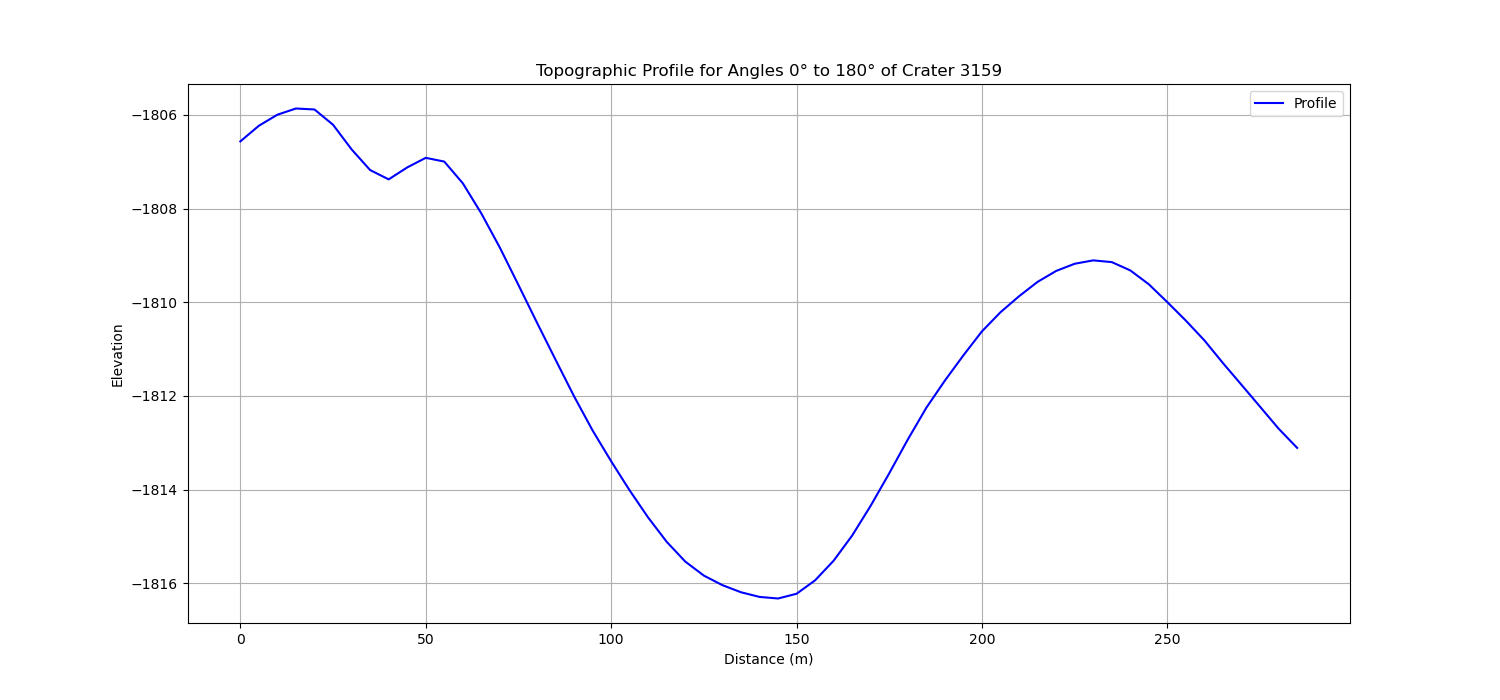 Topographic Profile for Angles 0° to 180° of Crater 3159
Profile
−1806
−1808
−1810
−1812
−1814
−1816
Elevation
0 50 100 150 200 250
Distance (m)